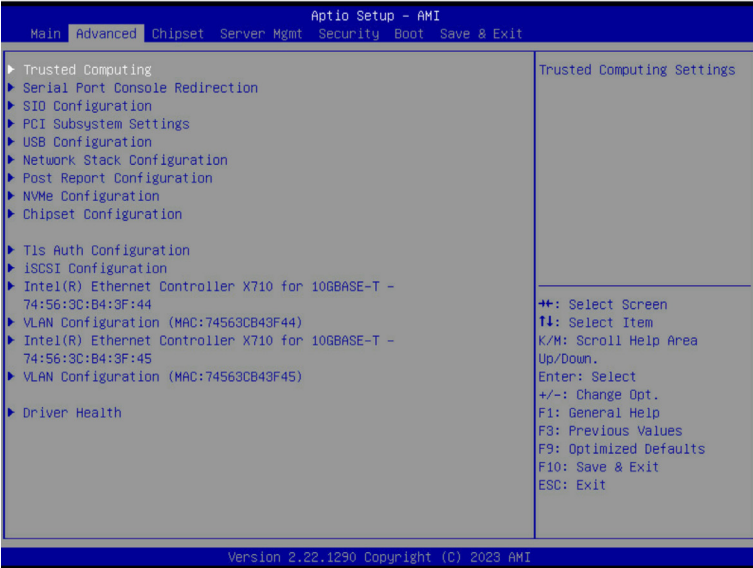 Aptio Setup - AMI
Main Advanced Chipset Server Mgmt Security Boot Save & Exit
Trusted Computing
Serial Port Console Redirection
SIO Configuration
PCI Subsystem Settings
USB Configuration
Network Stack Configuration
Post Report Configuration
NVMe Configuration
Chipset Configuration
Tls Auth Configuration
iSCSI Configuration
Intel(R) Ethernet Controller X710 for 10GBASE-T -
74:56:3C:B4:3F:44
VLAN Configuration (MAC:74563CB43F44)
Intel(R) Ethernet Controller X710 for 10GBASE-T -
74:56:3C:B4:3F:45
VLAN Configuration (MAC:74563CB43F45)
Driver Health
Trusted Computing Settings
→←: Select Screen
↑↓: Select Item
K/M: Scroll Help Area
Up/Down.
Enter: Select
+/-: Change Opt.
F1: General Help
F3: Previous Values
F9: Optimized Defaults
F10: Save & Exit
ESC: Exit
Version 2.22.1290 Copyright (C) 2023 AMI